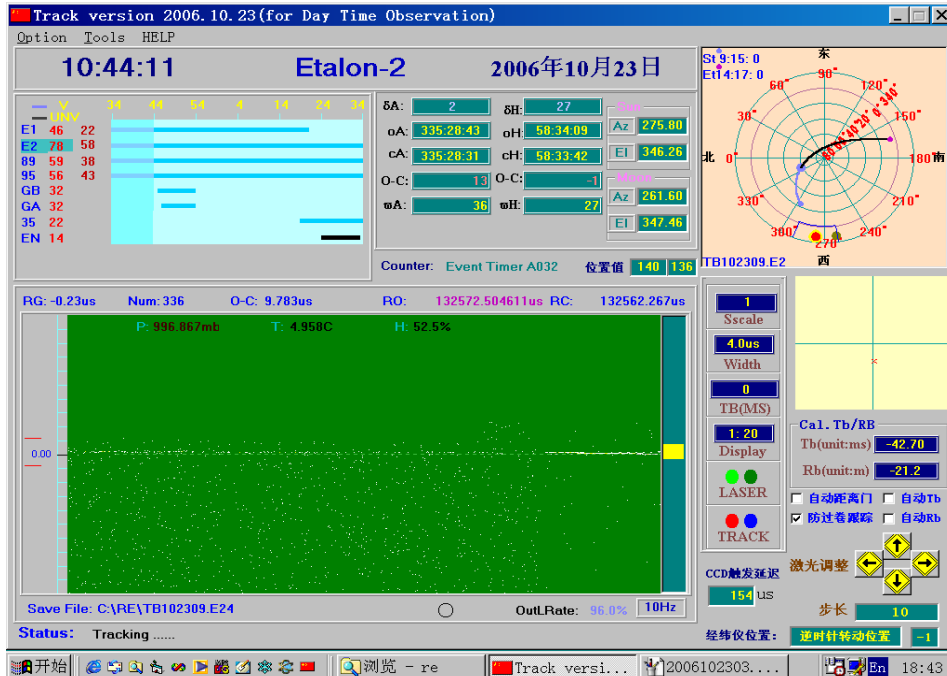 Track version 2006.10.23(for Day Time Observation)
Option Tools HELP
10:44:11 Etalon-2 2006年10月23日
V 34 44 54 4 14 24 34
UNV
E1 46 22
E2 78 58
89 59 38
95 56 43
GB 32
GA 32
35 22
EN 14
δA: 2 δH: 27
oA: 335:28:43 oH: 58:34:09
cA: 335:28:31 cH: 58:33:42
O-C: 13 O-C: -1
ϖA: 36 ϖH: 27
Sun
Az 275.80
El 346.26
Moon
Az 261.60
El 347.46
Counter: Event Timer A032 位置值 140 136
St 9:15: 0
Et14:17: 0
东
90° 120°
30° 150°
80°60°40°20°0°340°
北 0° 180°南
330° 210°
300° 270° 240°
西
TB102309.E2
RG: -0.23us Num:336 O-C: 9.783us RO: 132572.504611us RC: 132562.267us
P: 996.867mb T: 4.958C H: 52.5%
0.00
Save File: C:\RE\TB102309.E24 OutLRate: 96.0% 10Hz
Status: Tracking ......
1
Sscale
4.0us
Width
0
TB(MS)
1:20
Display
LASER
TRACK
Cal.Tb/RB
Tb(unit:ms) -42.70
Rb(unit:m) -21.2
自动距离门 自动Tb
防过卷跟踪 自动Rb
CCD触发延迟
154 us
激光调整
步长 10
经纬仪位置: 逆时针转动位置 -1
开始 浏览 - re Track versi... 2006102303.... En 18:43